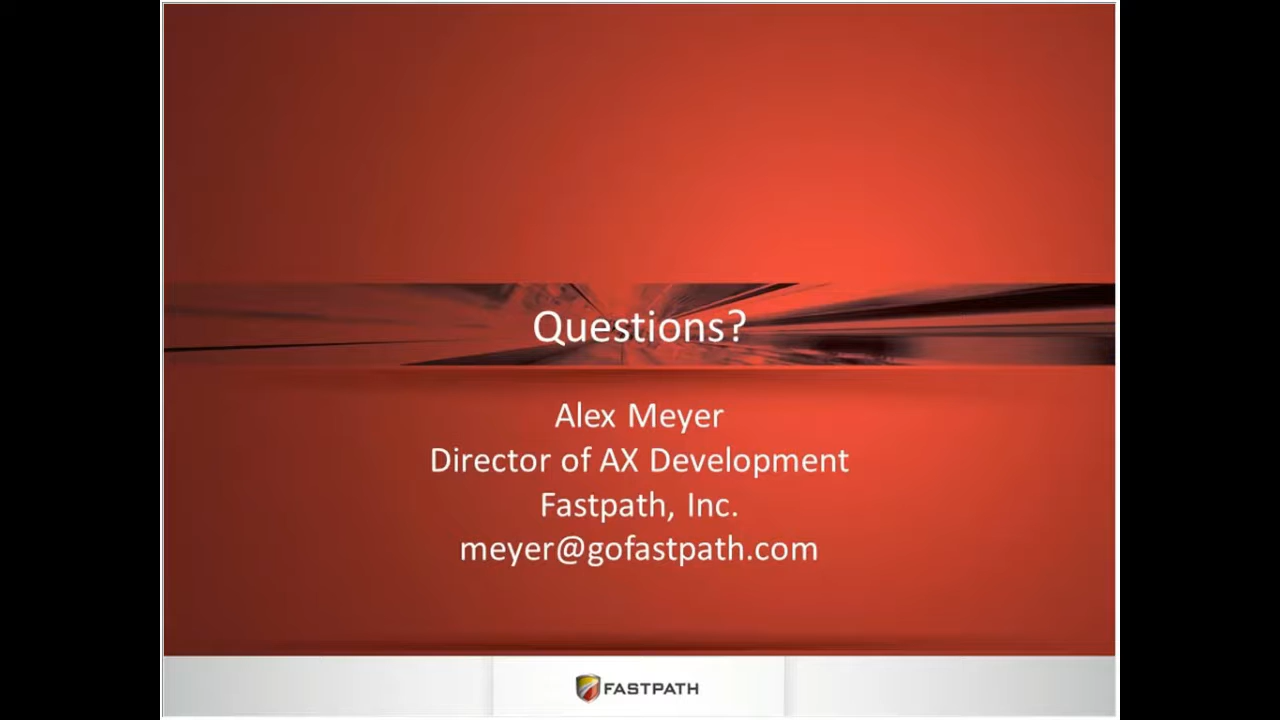 Questions?
Alex Meyer
Director of AX Development
Fastpath, Inc.
meyer@gofastpath.com
FASTPATH